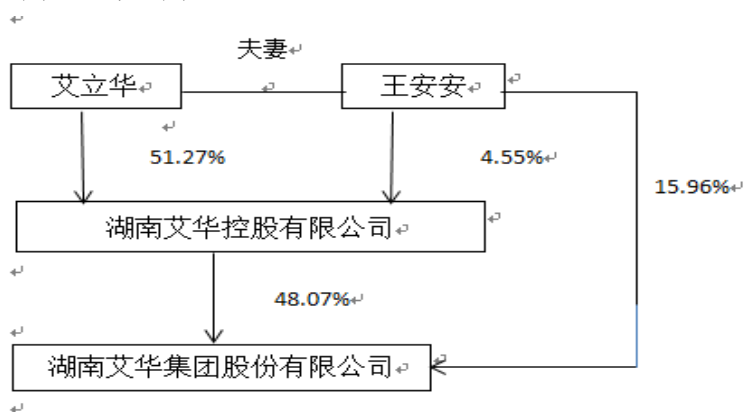 夫妻
艾立华
王安安
51.27%
4.55%
15.96%
湖南艾华控股有限公司
48.07%
湖南艾华集团股份有限公司